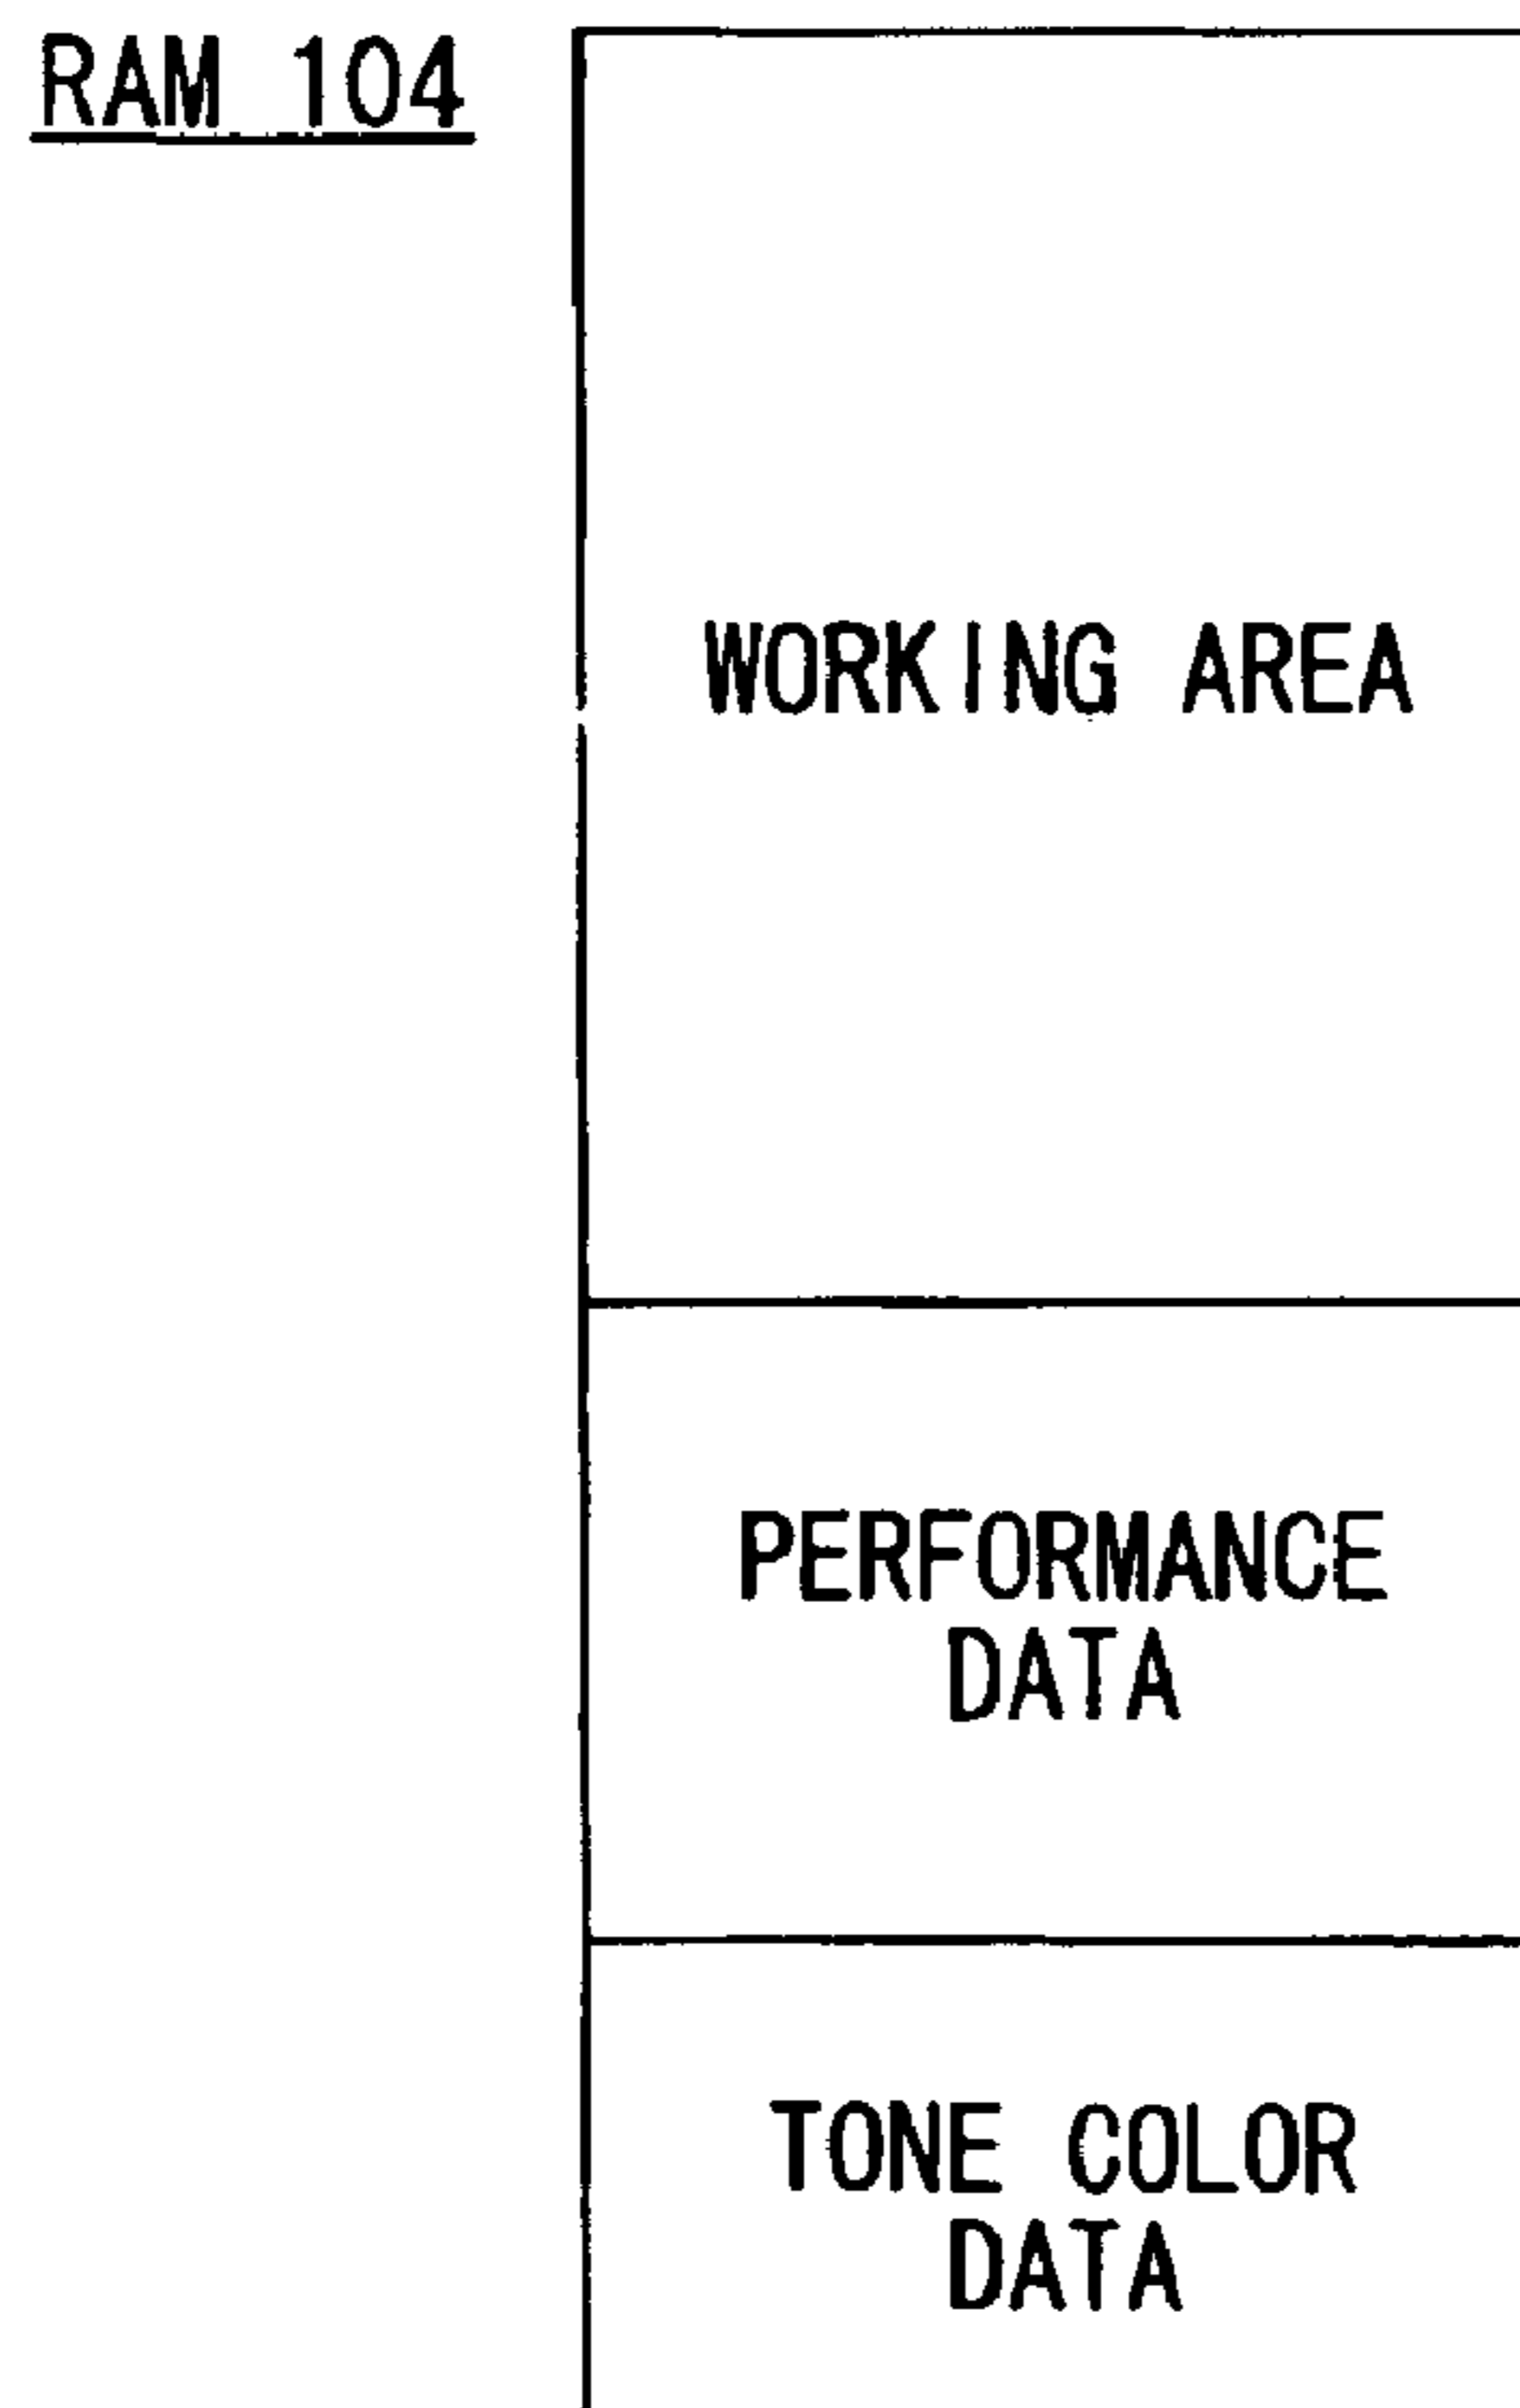 RAM 104
WORKING AREA
PERFORMANCE
DATA
TONE COLOR
DATA